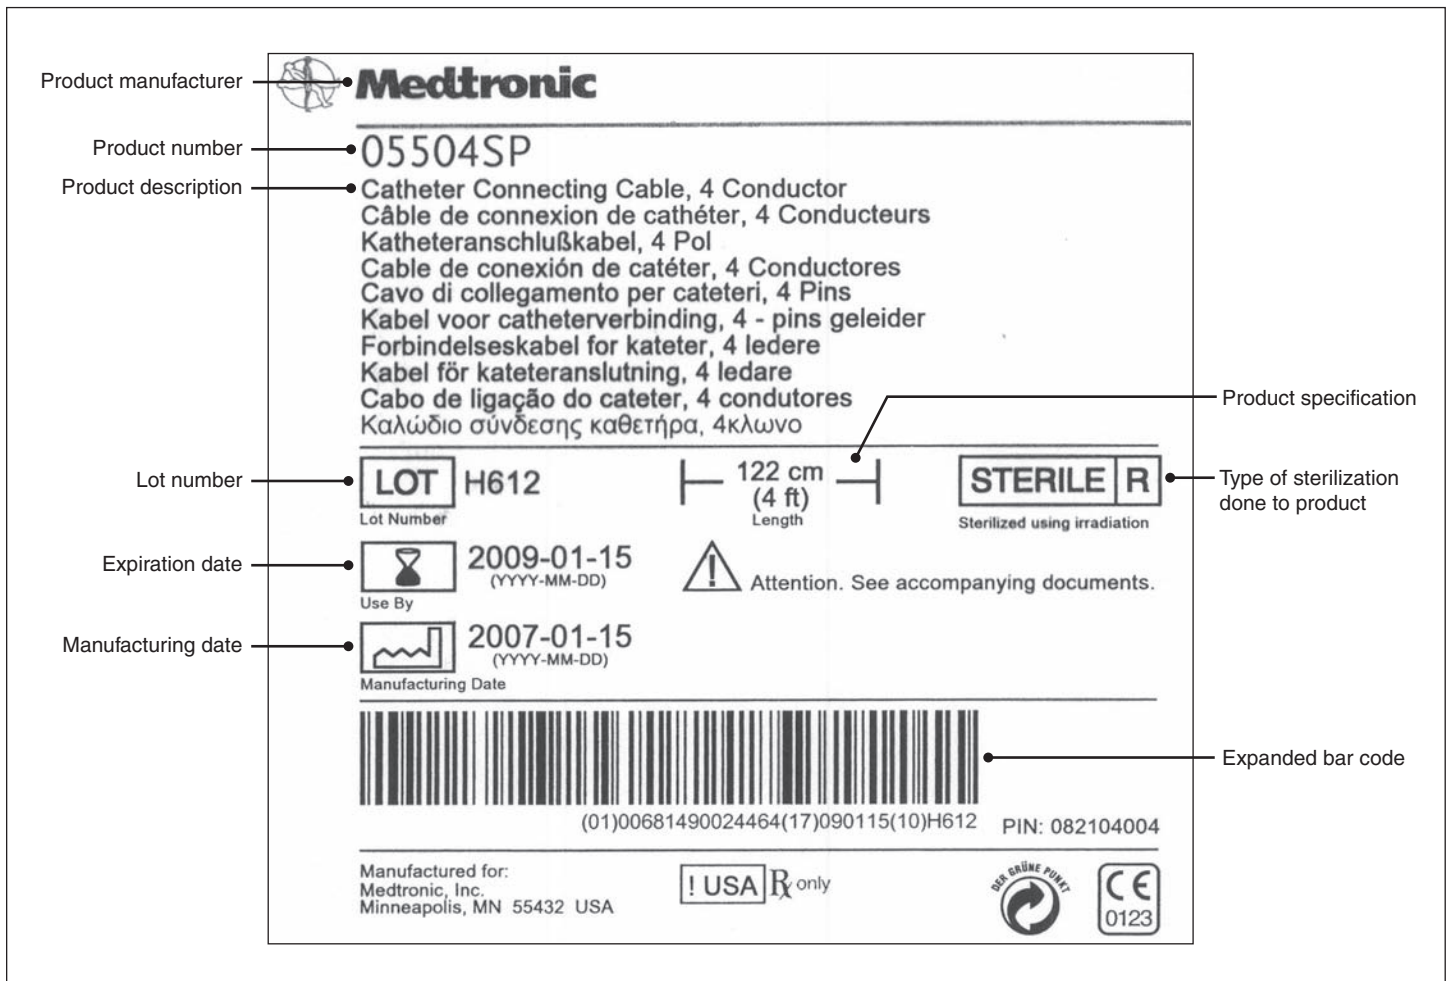 Product manufacturer
Medtronic
Product number
05504SP
Product description
Catheter Connecting Cable, 4 Conductor
Câble de connexion de cathéter, 4 Conducteurs
Katheteranschlußkabel, 4 Pol
Cable de conexión de catéter, 4 Conductores
Cavo di collegamento per cateteri, 4 Pins
Kabel voor catheterverbinding, 4 - pins geleider
Forbindelseskabel for kateter, 4 ledere
Kabel för kateteranslutning, 4 ledare
Cabo de ligação do cateter, 4 condutores
Καλώδιο σύνδεσης καθετήρα, 4κλωνο
Product specification
Lot number
LOT H612
Lot Number
122 cm
(4 ft)
Length
STERILE R
Sterilized using irradiation
Type of sterilization
done to product
Expiration date
2009-01-15
(YYYY-MM-DD)
Use By
! Attention. See accompanying documents.
Manufacturing date
2007-01-15
(YYYY-MM-DD)
Manufacturing Date
Expanded bar code
(01)00681490024464(17)090115(10)H612
PIN: 082104004
Manufactured for:
Medtronic, Inc.
Minneapolis, MN 55432 USA
! USA Rx only
DER GRÜNE PUNKT
CE
0123